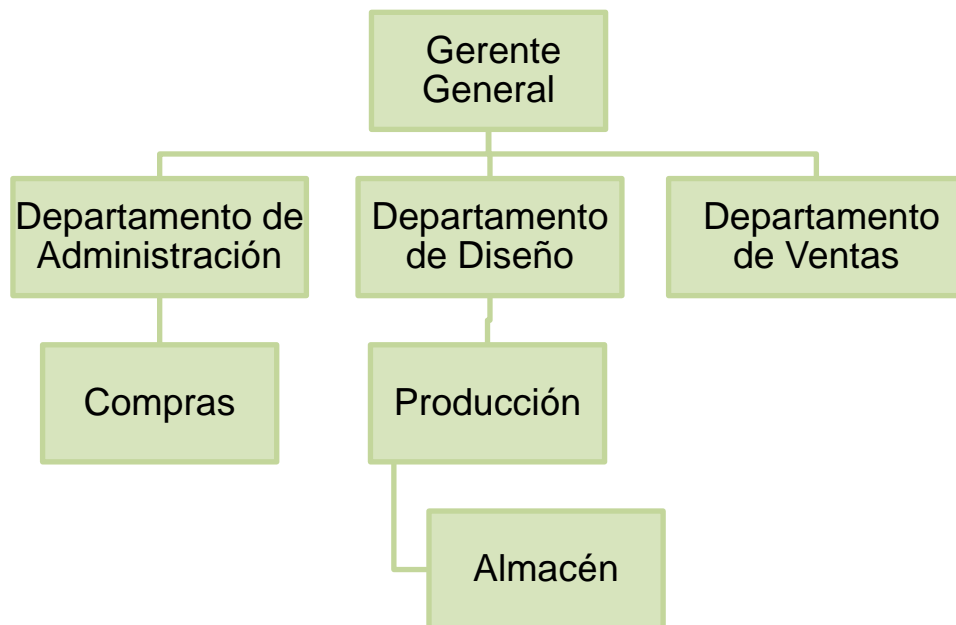 Gerente
General
Departamento de
Administración
Departamento
de Diseño
Departamento
de Ventas
Compras
Producción
Almacén